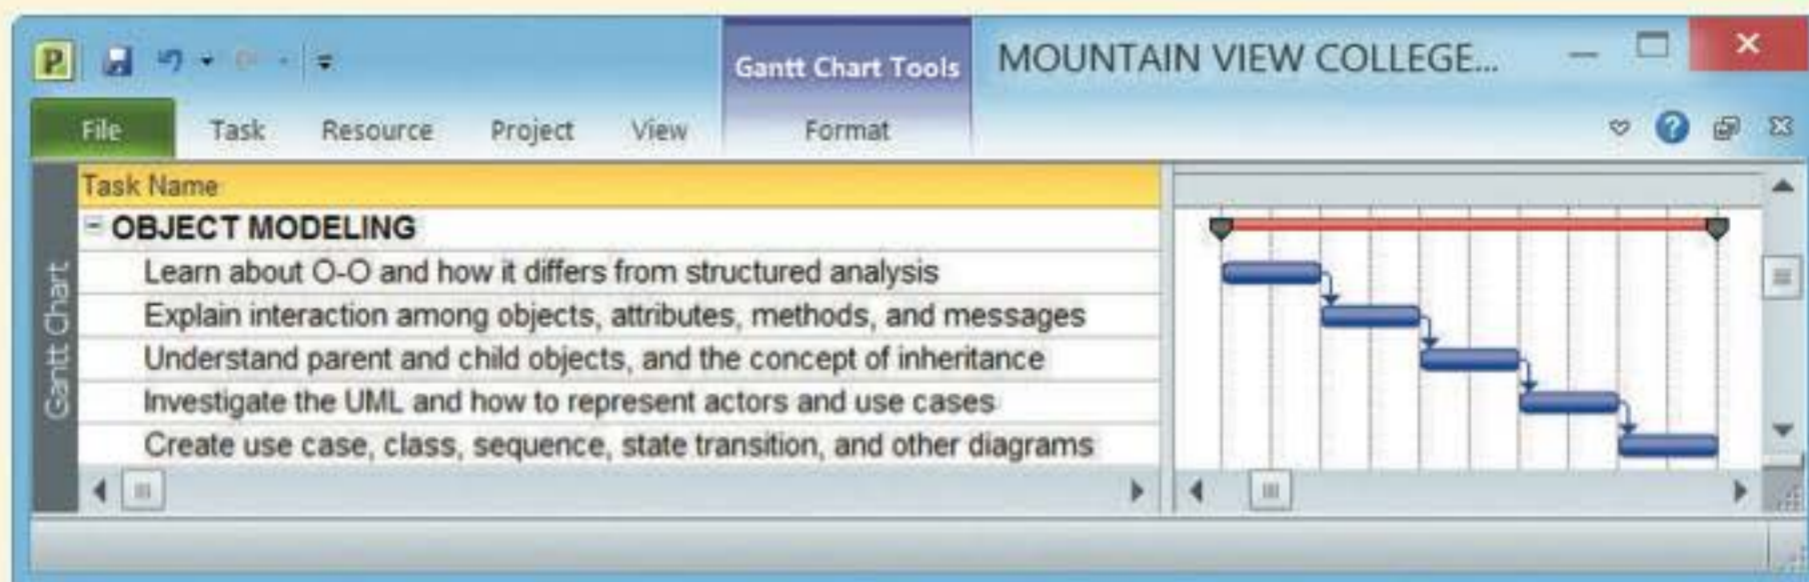 P
Gantt Chart Tools
MOUNTAIN VIEW COLLEGE...
File Task Resource Project View Format
Gantt Chart
Task Name
OBJECT MODELING
Learn about O-O and how it differs from structured analysis
Explain interaction among objects, attributes, methods, and messages
Understand parent and child objects, and the concept of inheritance
Investigate the UML and how to represent actors and use cases
Create use case, class, sequence, state transition, and other diagrams